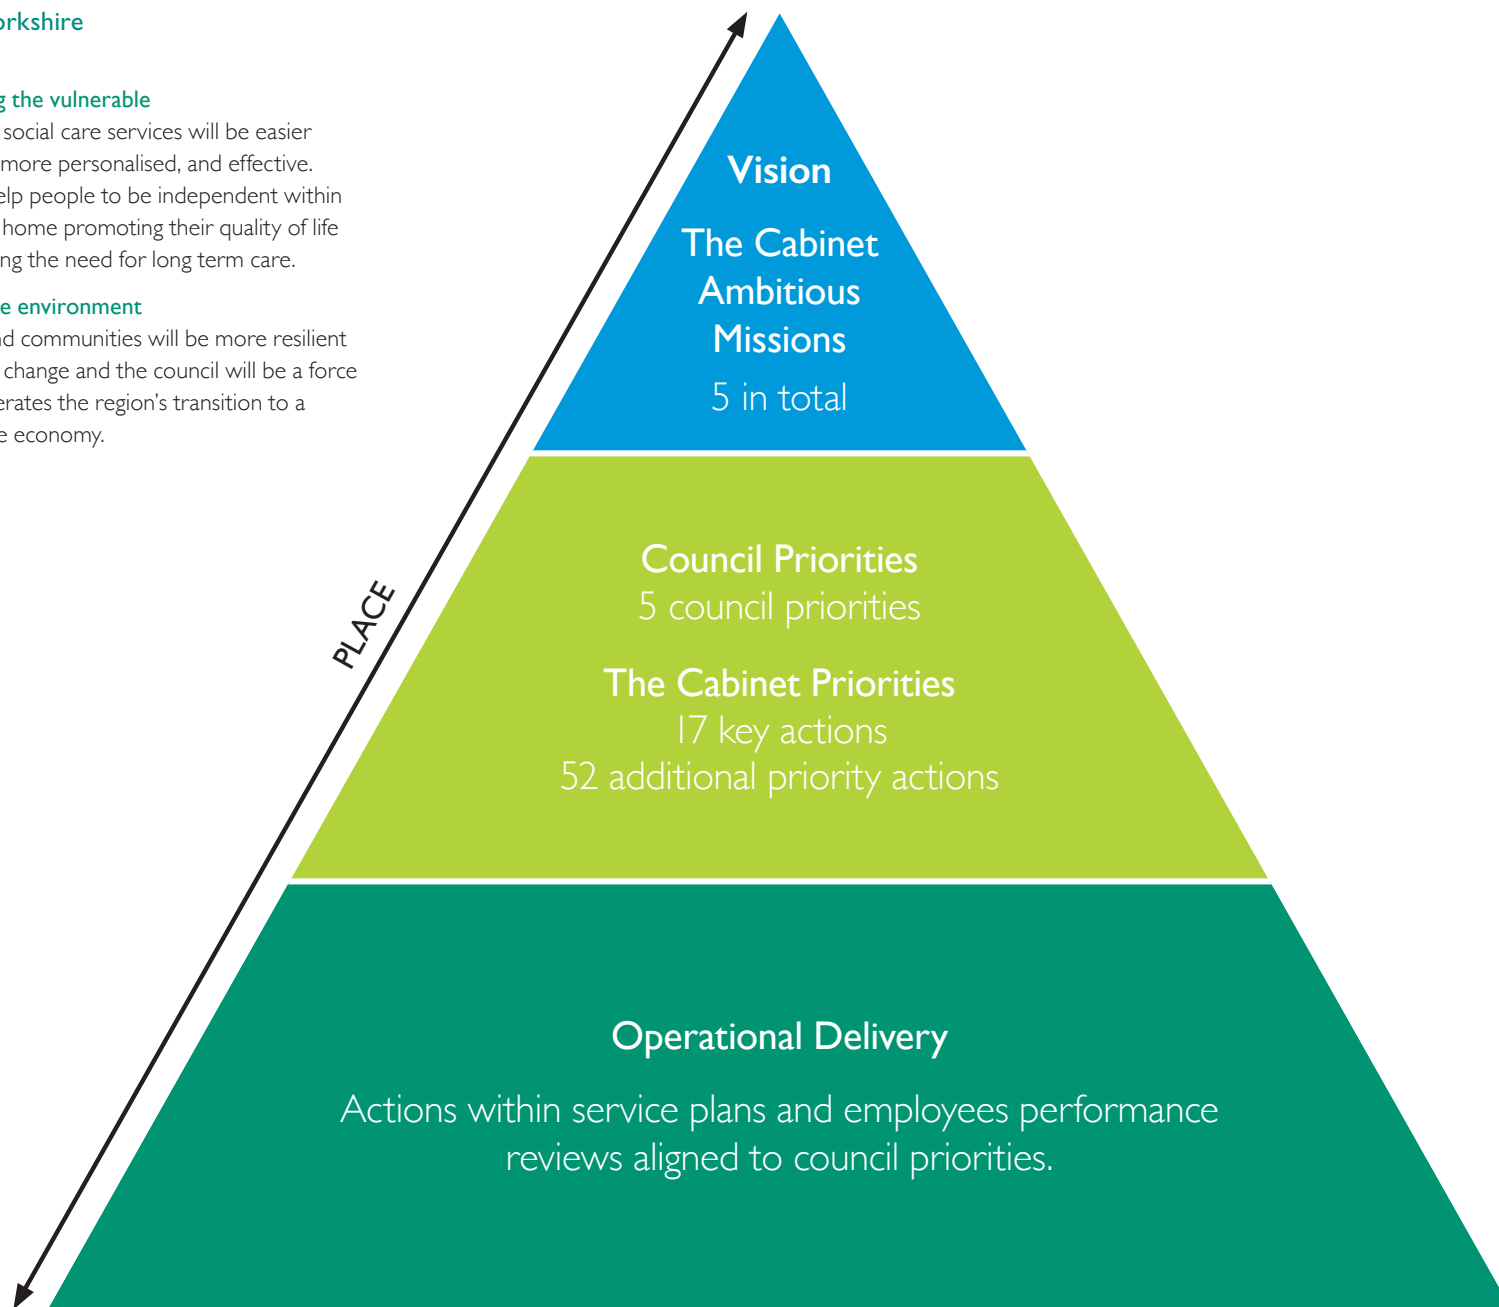 orkshire
g the vulnerable
social care services will be easier
more personalised, and effective.
elp people to be independent within
home promoting their quality of life
ng the need for long term care.
e environment
nd communities will be more resilient
change and the council will be a force
erates the region's transition to a
e economy.
PLACE
Vision
The Cabinet
Ambitious
Missions
5 in total
Council Priorities
5 council priorities
The Cabinet Priorities
17 key actions
52 additional priority actions
Operational Delivery
Actions within service plans and employees performance
reviews aligned to council priorities.